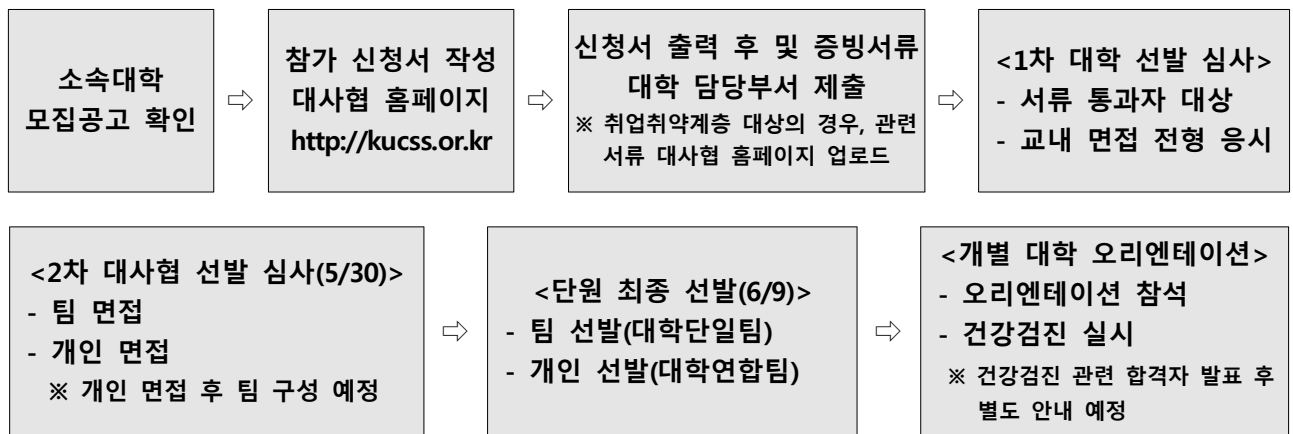 소속대학
모집공고 확인
⇨
참가 신청서 작성
대사협 홈페이지
http://kucss.or.kr
⇨
신청서 출력 후 및 증빙서류
대학 담당부서 제출
※ 취업취약계층 대상의 경우, 관련
서류 대사협 홈페이지 업로드
⇨
<1차 대학 선발 심사>
- 서류 통과자 대상
- 교내 면접 전형 응시
<2차 대사협 선발 심사(5/30)>
- 팀 면접
- 개인 면접
※ 개인 면접 후 팀 구성 예정
⇨
<단원 최종 선발(6/9)>
- 팀 선발(대학단일팀)
- 개인 선발(대학연합팀)
⇨
<개별 대학 오리엔테이션>
- 오리엔테이션 참석
- 건강검진 실시
※ 건강검진 관련 합격자 발표 후
별도 안내 예정